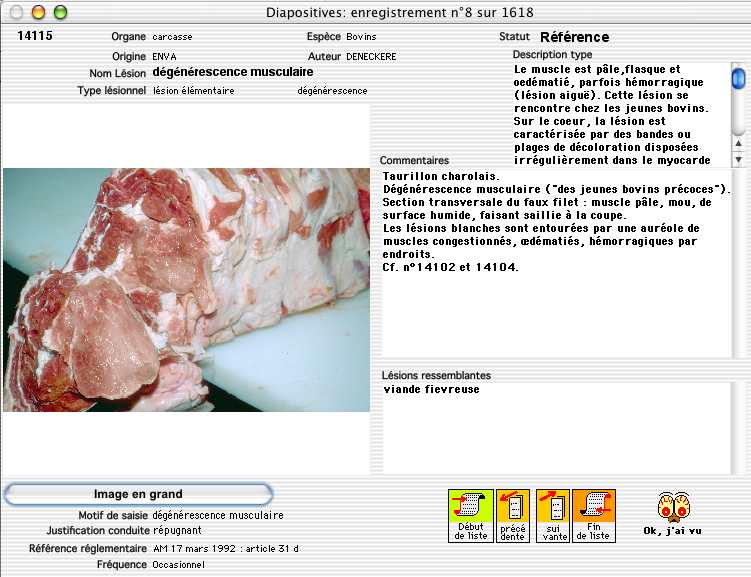 Diapositives: enregistrement n°8 sur 1618
14115
Organe carcasse
Espèce Bovins
Statut Référence
Origine ENVA
Auteur DENECKERE
Nom Lésion dégénérescence musculaire
Type lésionnel lésion élémentaire dégénérescence
Description type
Le muscle est pâle,flasque et
oedématié, parfois hémorragique
(lésion aiguë). Cette lésion se
rencontre chez les jeunes bovins.
Sur le coeur, la lésion est
caractérisée par des bandes ou
plages de décoloration disposées
irrégulièrement dans le myocarde
Commentaires
Taurillon charolais.
Dégénérescence musculaire ("des jeunes bovins précoces").
Section transversale du faux filet : muscle pâle, mou, de
surface humide, faisant saillie à la coupe.
Les lésions blanches sont entourées par une auréole de
muscles congestionnés, œdématiés, hémorragiques par
endroits.
Cf. n°14102 et 14104.
Lésions ressemblantes
viande fievreuse
Image en grand
Motif de saisie dégénérescence musculaire
Justification conduite répugnant
Référence réglementaire AM 17 mars 1992 : article 31 d
Fréquence Occasionnel
Début
de liste
précé
dente
sui
vante
Fin
de liste
Ok, j'ai vu